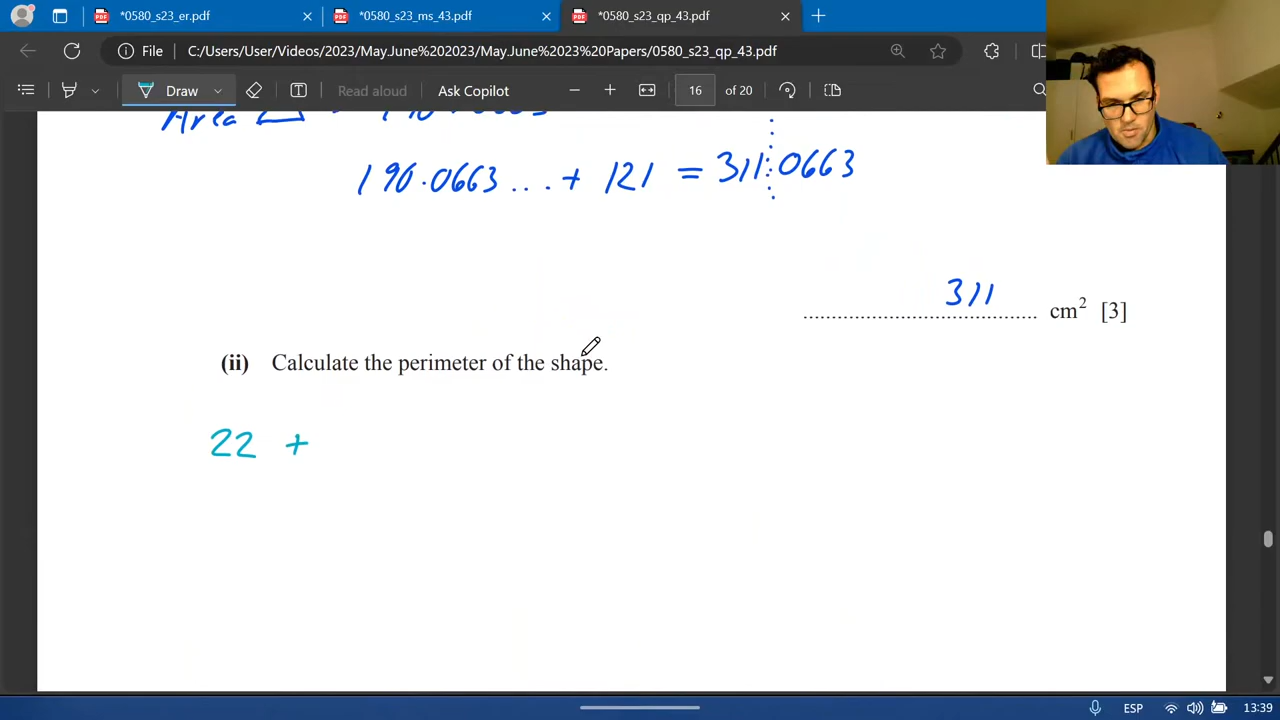 *0580_s23_er.pdf
*0580_s23_ms_43.pdf
*0580_s23_qp_43.pdf
File
C:/Users/User/Videos/2023/May.June%202023/May.June%2023%20Papers/0580_s23_qp_43.pdf
Draw
Read aloud
Ask Copilot
16 of 20
Area
190.0663... + 121 = 311.0663
311
.......................................... cm² [3]
(ii) Calculate the perimeter of the shape.
22 +
ESP
13:39